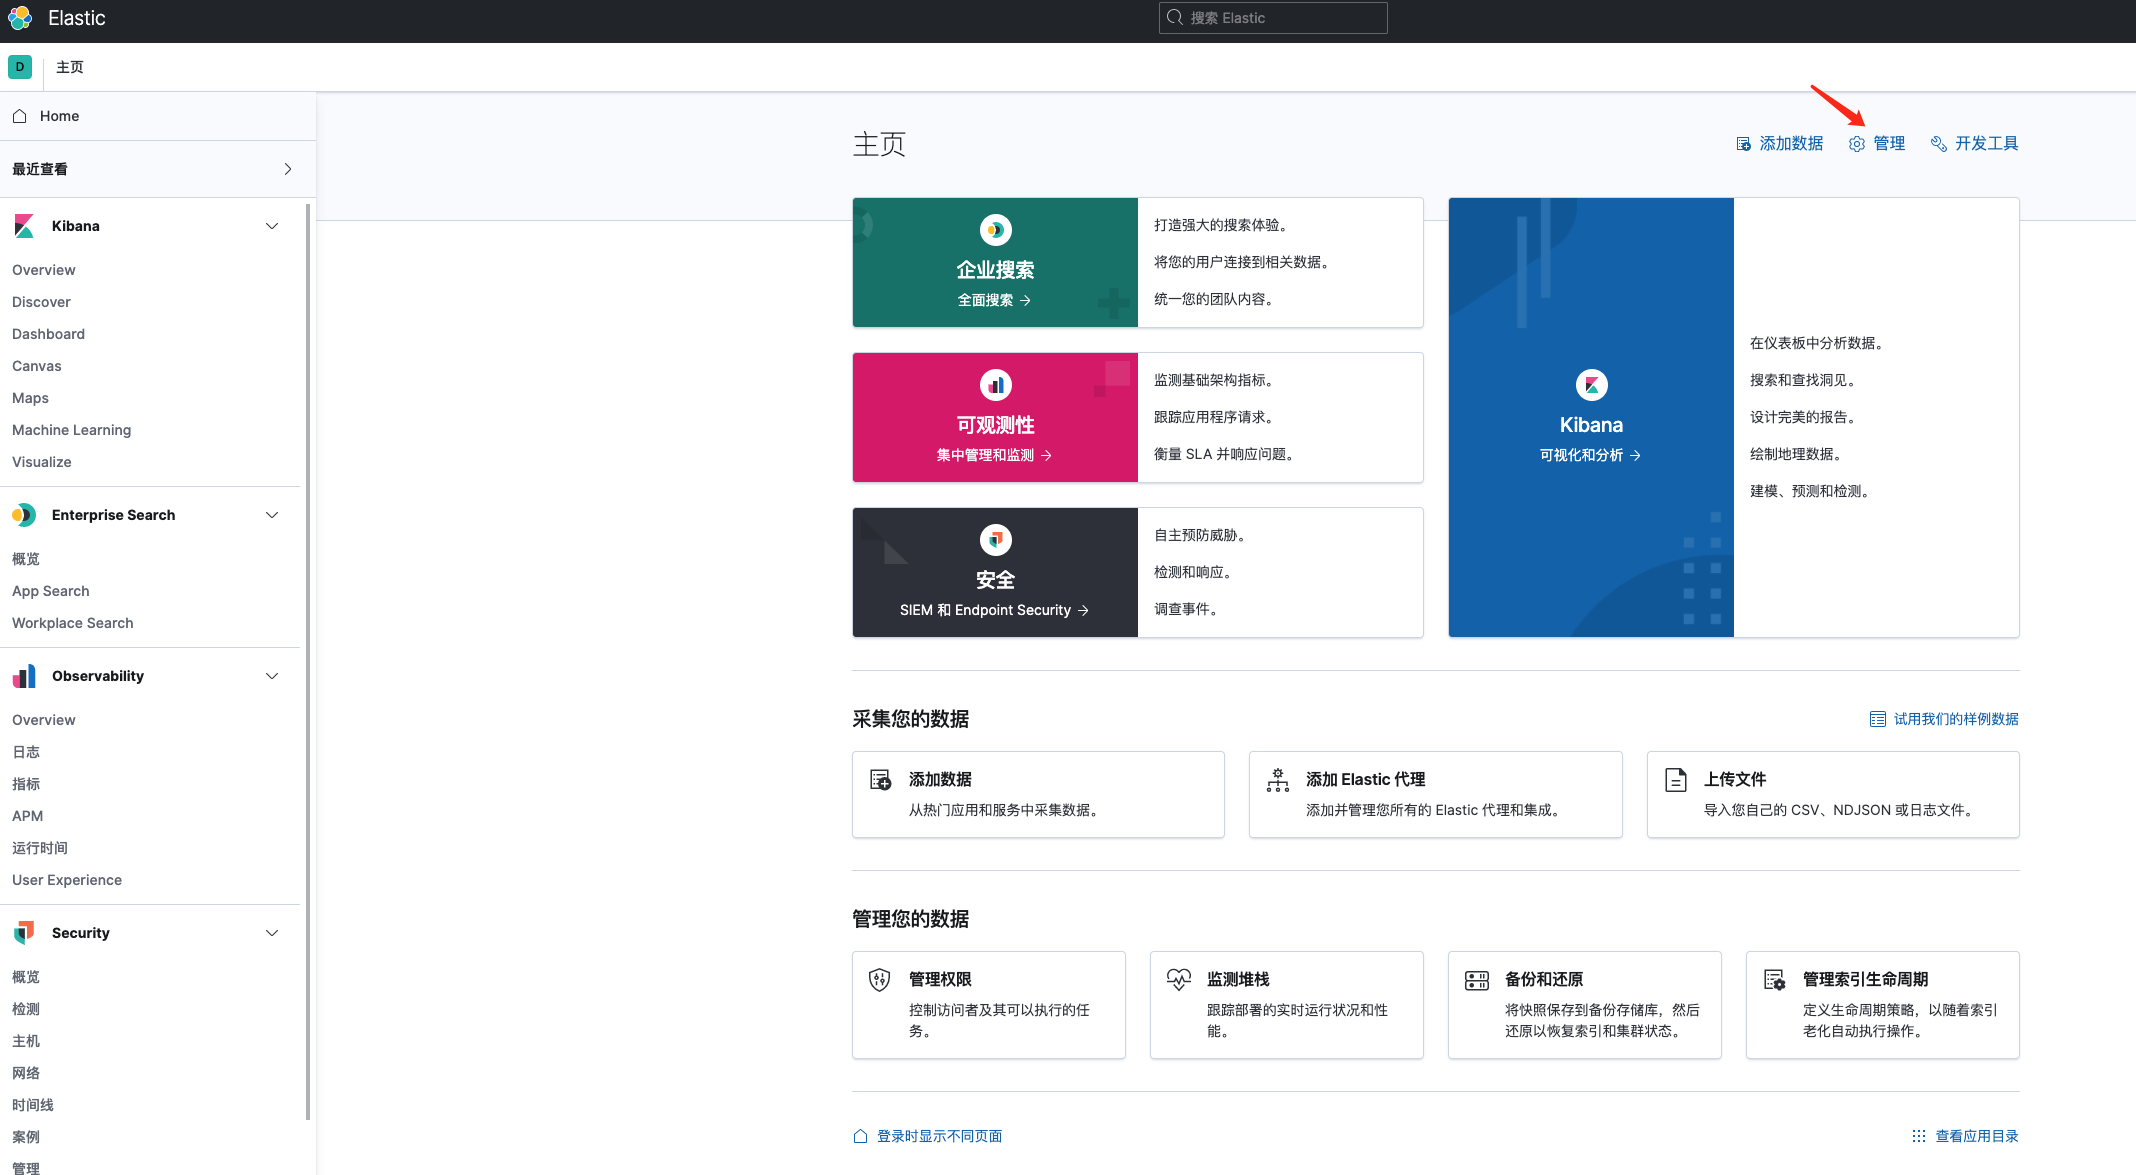 Elastic
搜索 Elastic
D
主页
Home
最近查看
Kibana
Overview
Discover
Dashboard
Canvas
Maps
Machine Learning
Visualize
Enterprise Search
概览
App Search
Workplace Search
Observability
Overview
日志
指标
APM
运行时间
User Experience
Security
概览
检测
主机
网络
时间线
案例
管理
主页
添加数据
管理
开发工具
企业搜索
全面搜索
打造强大的搜索体验。
将您的用户连接到相关数据。
统一您的团队内容。
可观测性
集中管理和监测
监测基础架构指标。
跟踪应用程序请求。
衡量 SLA 并响应问题。
安全
SIEM 和 Endpoint Security
自主预防威胁。
检测和响应。
调查事件。
Kibana
可视化和分析
在仪表板中分析数据。
搜索和查找洞见。
设计完美的报告。
绘制地理数据。
建模、预测和检测。
采集您的数据
试用我们的样例数据
添加数据
从热门应用和服务中采集数据。
添加 Elastic 代理
添加并管理您所有的 Elastic 代理和集成。
上传文件
导入您自己的 CSV、NDJSON 或日志文件。
管理您的数据
管理权限
控制访问者及其可以执行的任
务。
监测堆栈
跟踪部署的实时运行状况和性
能。
备份和还原
将快照保存到备份存储库，然后
还原以恢复索引和集群状态。
管理索引生命周期
定义生命周期策略，以随着索引
老化自动执行操作。
登录时显示不同页面
查看应用目录